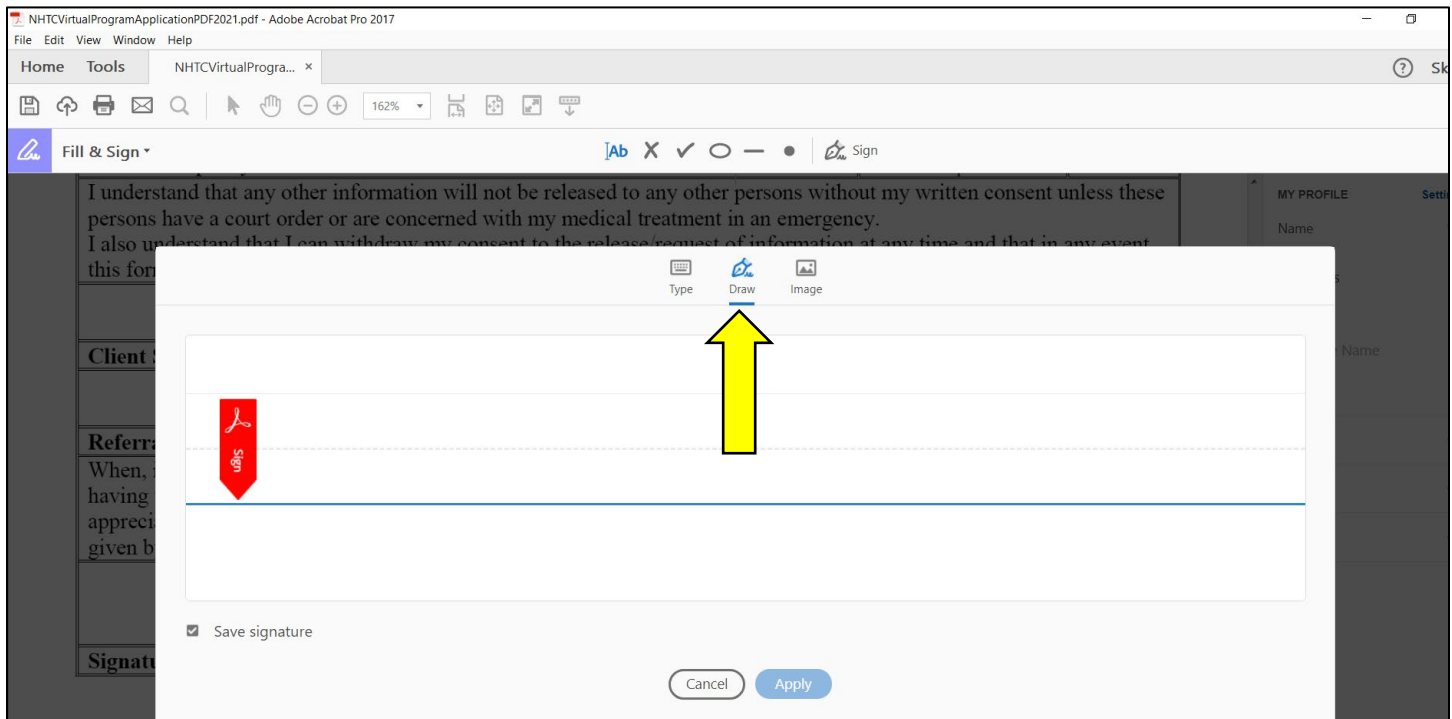 NHTCVirtualProgramApplicationPDF2021.pdf - Adobe Acrobat Pro 2017
File Edit View Window Help
Home Tools NHTCVirtualProgra... ×
162%
Fill & Sign
Ab Sign
I understand that any other information will not be released to any other persons without my written consent unless these
persons have a court order or are concerned with my medical treatment in an emergency.
I also understand that I can withdraw my consent to the release/request of information at any time and that in any event
this for
MY PROFILE
Name
Name
Type Draw Image
Client
Sign
Referra
When,
having
appreci
given b
Save signature
Signatu
Cancel Apply